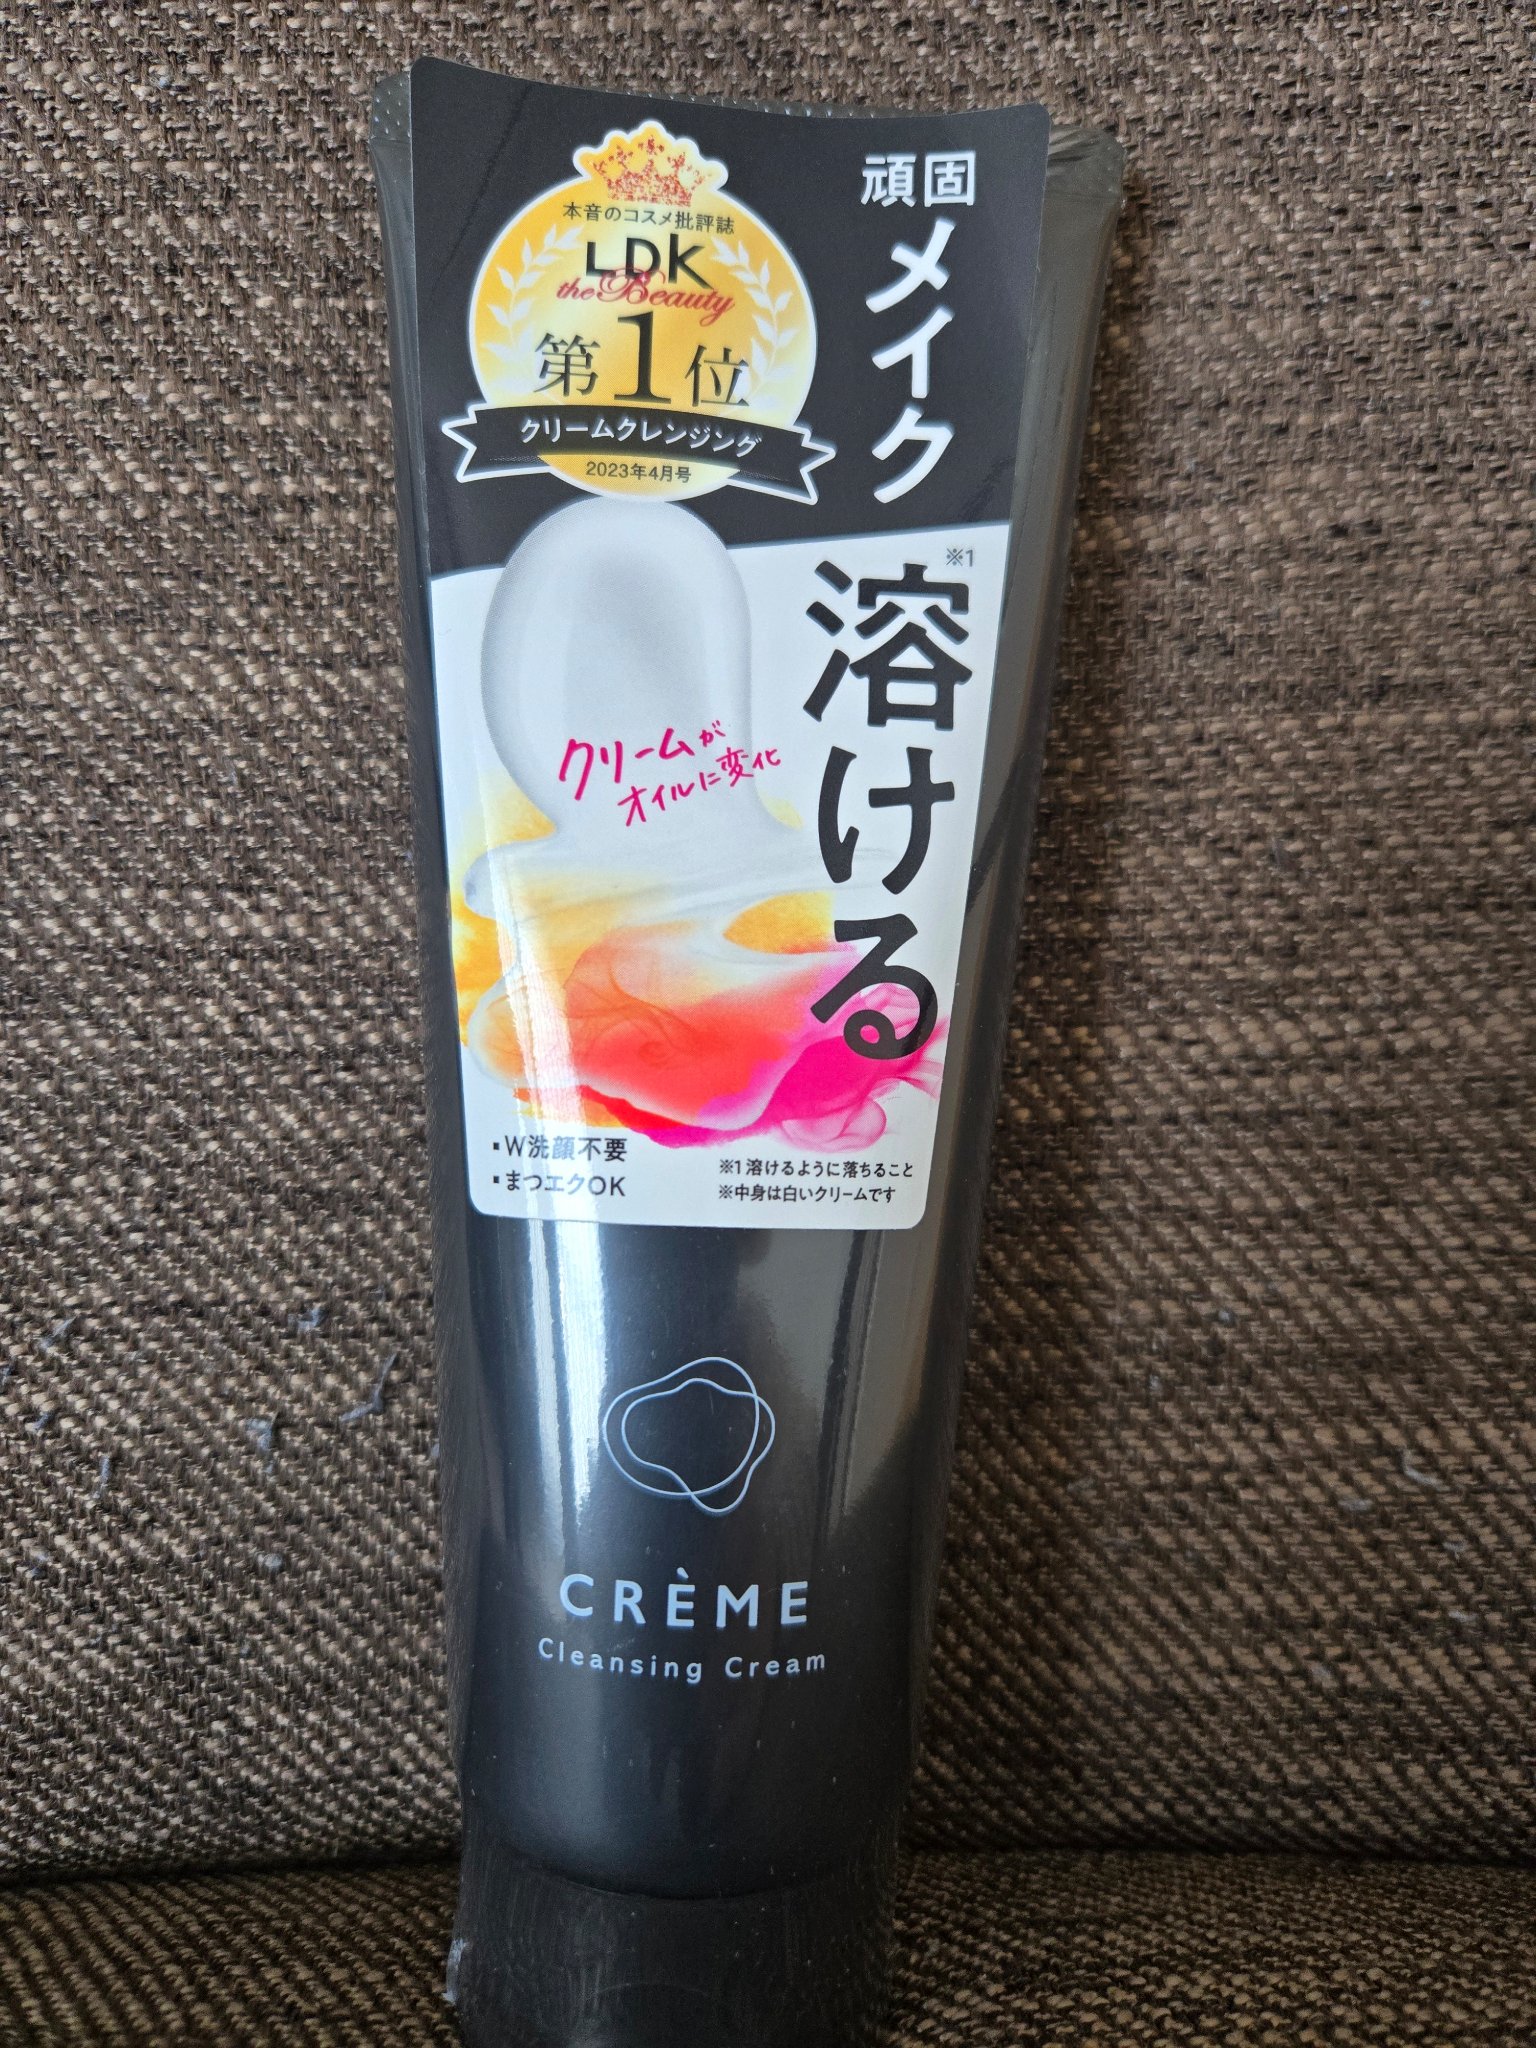 本音のコスメ批評誌
LDK
the Beauty
第1位
クリームクレンジング
2023年4月号
頑固
メイク
溶ける
※1
クリームが
オイルに変化
▪W洗顔不要
▪まつエクOK
※1 溶けるように落ちること
※中身は白いクリームです
CRÈME
Cleansing Cream